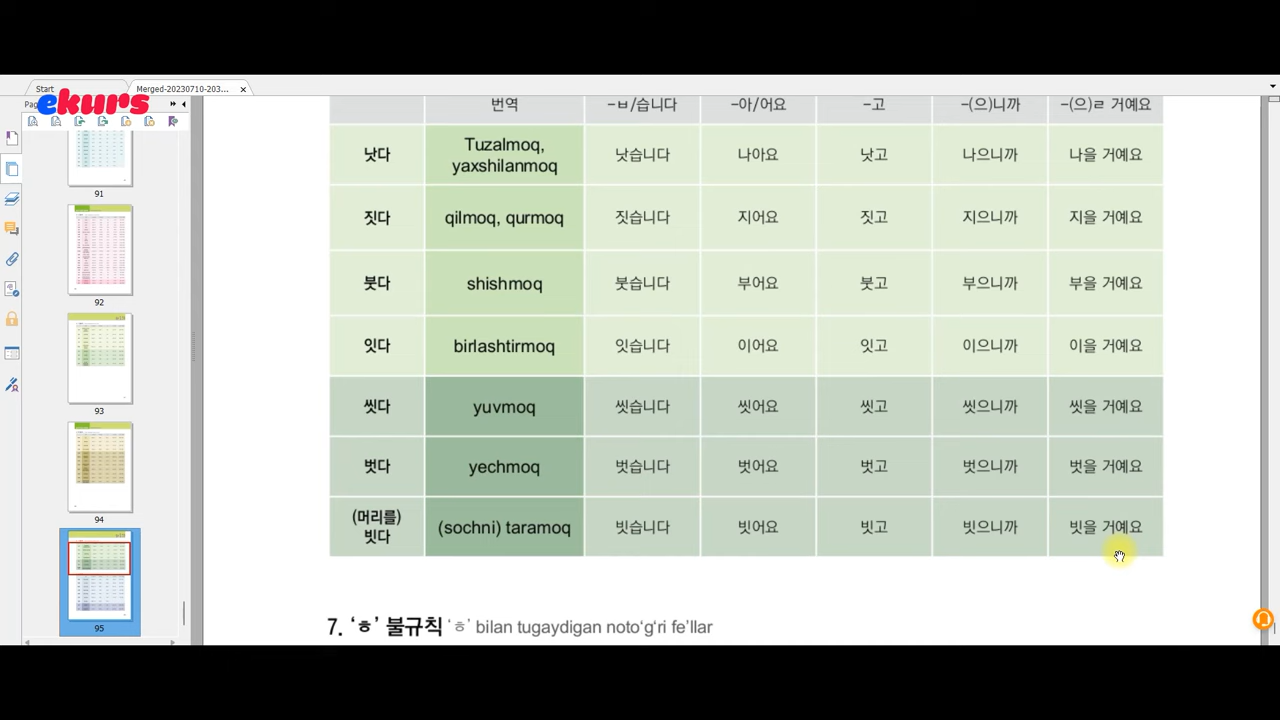 Start
Merged-20230710-203...
Pa
ekurs
91
92
93
94
95
번역 -ㅂ/습니다 -아/어요 -고 -(으)니까 -(으)ㄹ 거예요
낫다 Tuzalmoq, yaxshilanmoq 낫습니다 나아요 낫고 나으니까 나을 거예요
짓다 qilmoq, qurmoq 짓습니다 지어요 짓고 지으니까 지을 거예요
붓다 shishmoq 붓습니다 부어요 붓고 부으니까 부을 거예요
잇다 birlashtirmoq 잇습니다 이어요 잇고 이으니까 이을 거예요
씻다 yuvmoq 씻습니다 씻어요 씻고 씻으니까 씻을 거예요
벗다 yechmoq 벗습니다 벗어요 벗고 벗으니까 벗을 거예요
(머리를) 빗다 (sochni) taramoq 빗습니다 빗어요 빗고 빗으니까 빗을 거예요
7. ‘ㅎ’ 불규칙 ‘ㅎ’ bilan tugaydigan noto‘g‘ri fe’llar